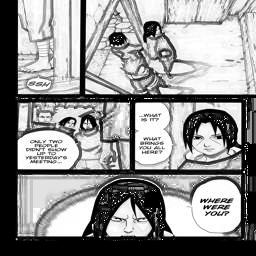 SSH
...WHAT
IS IT?
WHAT
BRINGS
YOU ALL
HERE?
ONLY TWO
PEOPLE
DIDN'T SHOW
UP TO
YESTERDAY'S
MEETING...
WHERE
WERE
YOU?